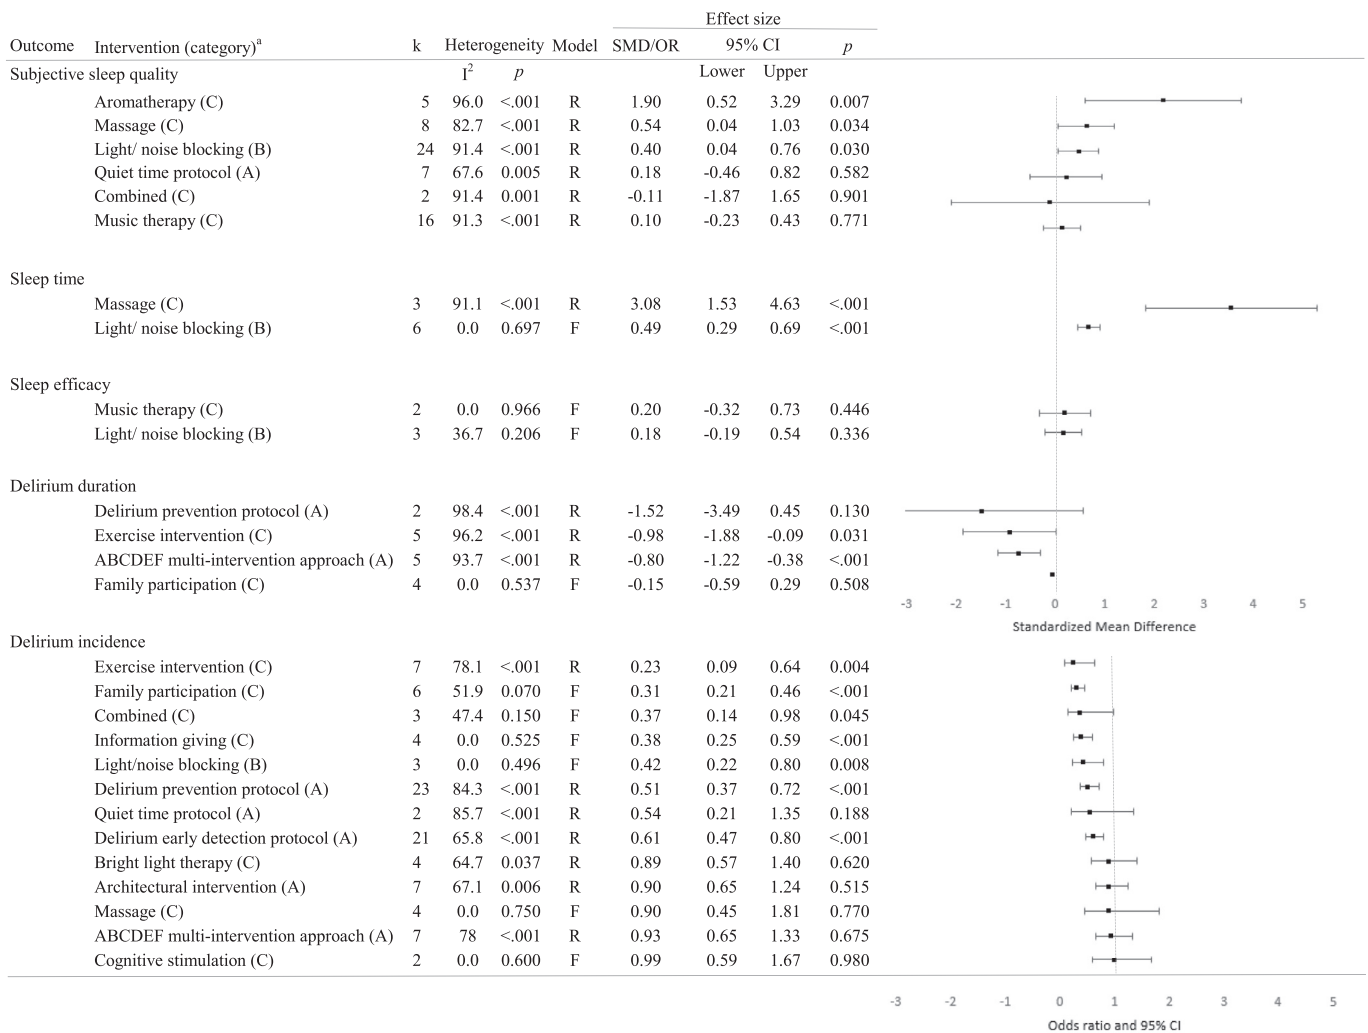 Effect size
Outcome Intervention (category)a k Heterogeneity Model SMD/OR 95% CI p
Subjective sleep quality I2 p Lower Upper
Aromatherapy (C) 5 96.0 <.001 R 1.90 0.52 3.29 0.007
Massage (C) 8 82.7 <.001 R 0.54 0.04 1.03 0.034
Light/ noise blocking (B) 24 91.4 <.001 R 0.40 0.04 0.76 0.030
Quiet time protocol (A) 7 67.6 0.005 R 0.18 -0.46 0.82 0.582
Combined (C) 2 91.4 0.001 R -0.11 -1.87 1.65 0.901
Music therapy (C) 16 91.3 <.001 R 0.10 -0.23 0.43 0.771
Sleep time
Massage (C) 3 91.1 <.001 R 3.08 1.53 4.63 <.001
Light/ noise blocking (B) 6 0.0 0.697 F 0.49 0.29 0.69 <.001
Sleep efficacy
Music therapy (C) 2 0.0 0.966 F 0.20 -0.32 0.73 0.446
Light/ noise blocking (B) 3 36.7 0.206 F 0.18 -0.19 0.54 0.336
Delirium duration
Delirium prevention protocol (A) 2 98.4 <.001 R -1.52 -3.49 0.45 0.130
Exercise intervention (C) 5 96.2 <.001 R -0.98 -1.88 -0.09 0.031
ABCDEF multi-intervention approach (A) 5 93.7 <.001 R -0.80 -1.22 -0.38 <.001
Family participation (C) 4 0.0 0.537 F -0.15 -0.59 0.29 0.508
-3 -2 -1 0 1 2 3 4 5
Standardized Mean Difference
Delirium incidence
Exercise intervention (C) 7 78.1 <.001 R 0.23 0.09 0.64 0.004
Family participation (C) 6 51.9 0.070 F 0.31 0.21 0.46 <.001
Combined (C) 3 47.4 0.150 F 0.37 0.14 0.98 0.045
Information giving (C) 4 0.0 0.525 F 0.38 0.25 0.59 <.001
Light/noise blocking (B) 3 0.0 0.496 F 0.42 0.22 0.80 0.008
Delirium prevention protocol (A) 23 84.3 <.001 R 0.51 0.37 0.72 <.001
Quiet time protocol (A) 2 85.7 <.001 R 0.54 0.21 1.35 0.188
Delirium early detection protocol (A) 21 65.8 <.001 R 0.61 0.47 0.80 <.001
Bright light therapy (C) 4 64.7 0.037 R 0.89 0.57 1.40 0.620
Architectural intervention (A) 7 67.1 0.006 R 0.90 0.65 1.24 0.515
Massage (C) 4 0.0 0.750 F 0.90 0.45 1.81 0.770
ABCDEF multi-intervention approach (A) 7 78 <.001 R 0.93 0.65 1.33 0.675
Cognitive stimulation (C) 2 0.0 0.600 F 0.99 0.59 1.67 0.980
-3 -2 -1 0 1 2 3 4 5
Odds ratio and 95% CI